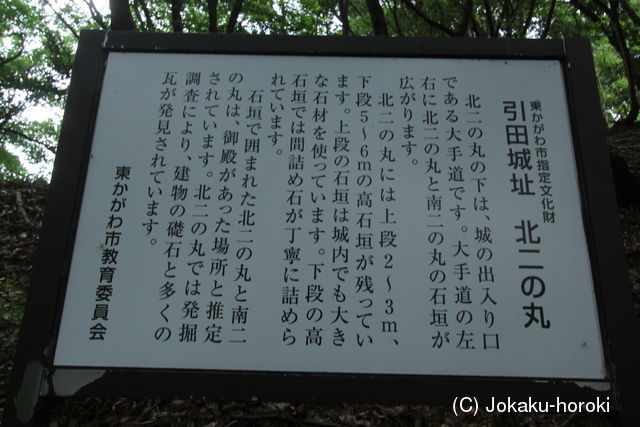 東かがわ市指定文化財
引田城址　北二の丸
北二の丸の下は、城の出入り口
である大手道です。大手道の左
右に北二の丸と南二の丸の石垣が
広がります。
北二の丸には上段２～３ｍ、
下段５～６ｍの高石垣が残ってい
ます。上段の石垣は城内でも大き
な石材を使っています。下段の高
石垣では間詰め石が丁寧に詰めら
れています。
石垣で囲まれた北二の丸と南二
の丸は、御殿があった場所と推定
されています。北二の丸では発掘
調査により、建物の礎石と多くの
瓦が発見されています。
東かがわ市教育委員会
(C) Jokaku-horoki